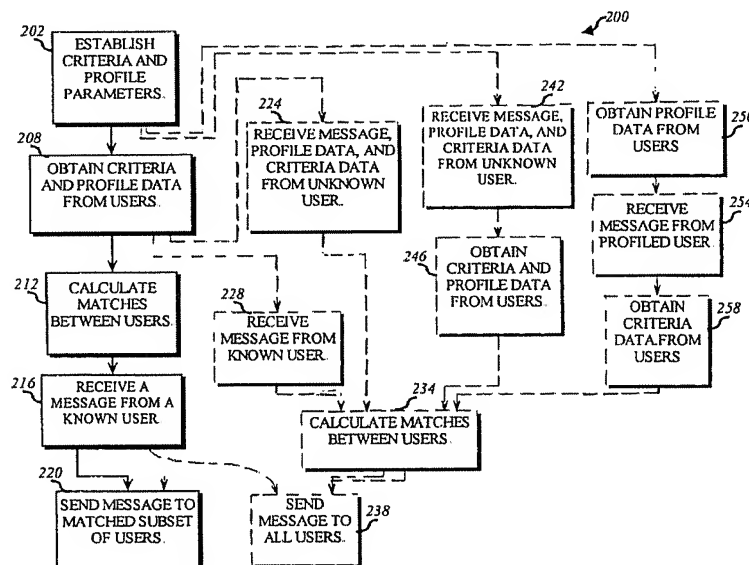 200
202
ESTABLISH
CRITERIA AND
PROFILE
PARAMETERS.
208
OBTAIN CRITERIA
AND PROFILE DATA
FROM USERS.
212
CALCULATE
MATCHES
BETWEEN USERS.
216
RECEIVE A
MESSAGE FROM A
KNOWN USER
220
SEND MESSAGE TO
MATCHED SUBSET
OF USERS.
224
RECEIVE MESSAGE,
PROFILE DATA, AND
CRITERIA DATA
FROM UNKNOWN
USER.
228
RECEIVE
MESSAGE FROM
KNOWN USER.
234
CALCULATE MATCHES
BETWEEN USERS.
SEND
MESSAGE TO
ALL USERS.
238
242
RECEIVE MESSAGE,
PROFILE DATA, AND
CRITERIA DATA
FROM UNKNOWN
USER.
246
OBTAIN
CRITERIA AND
PROFILE DATA
FROM USERS.
OBTAIN PROFILE
DATA FROM
USERS
254
RECEIVE
MESSAGE FROM
PROFILED USER
258
OBTAIN
CRITERIA
DATA FROM
USERS